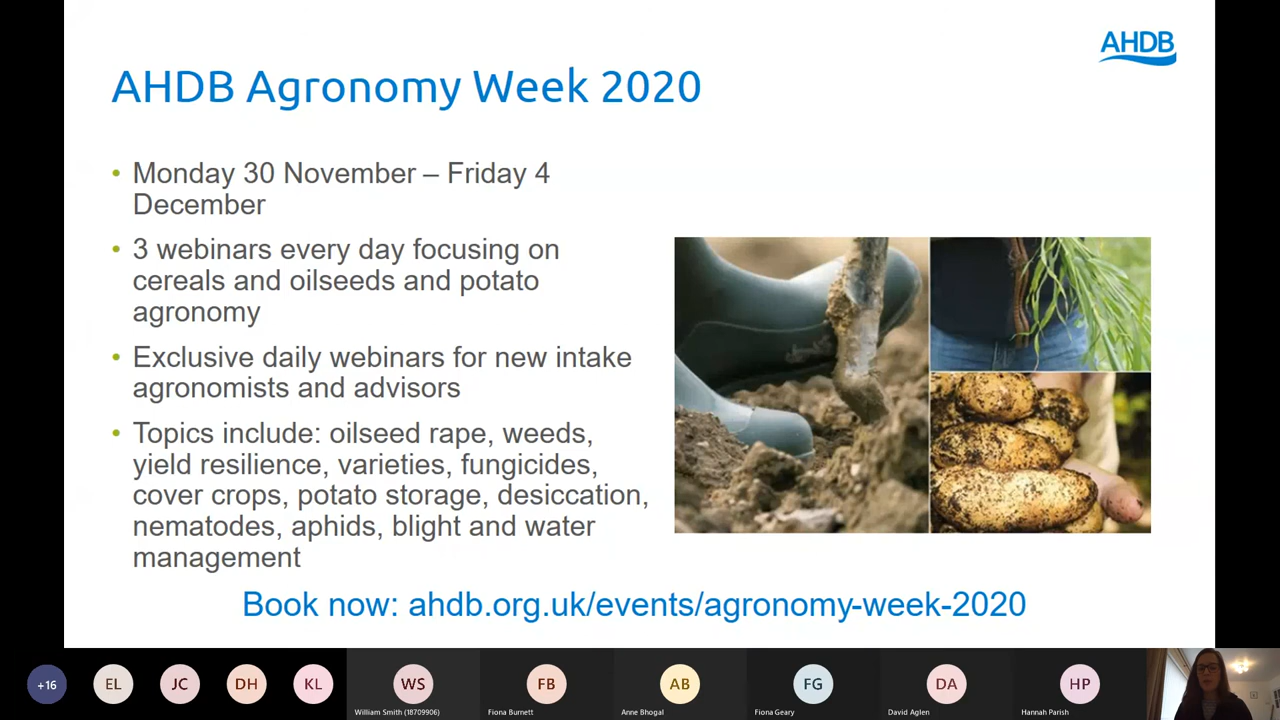 AHDB
AHDB Agronomy Week 2020
• Monday 30 November – Friday 4
December
• 3 webinars every day focusing on
cereals and oilseeds and potato
agronomy
• Exclusive daily webinars for new intake
agronomists and advisors
• Topics include: oilseed rape, weeds,
yield resilience, varieties, fungicides,
cover crops, potato storage, desiccation,
nematodes, aphids, blight and water
management
Book now: ahdb.org.uk/events/agronomy-week-2020
+16
EL
JC
DH
KL
WS
FB
AB
FG
DA
HP
William Smith (18709906)
Fiona Burnett
Anne Bhogal
Fiona Geary
David Aglen
Hannah Parish